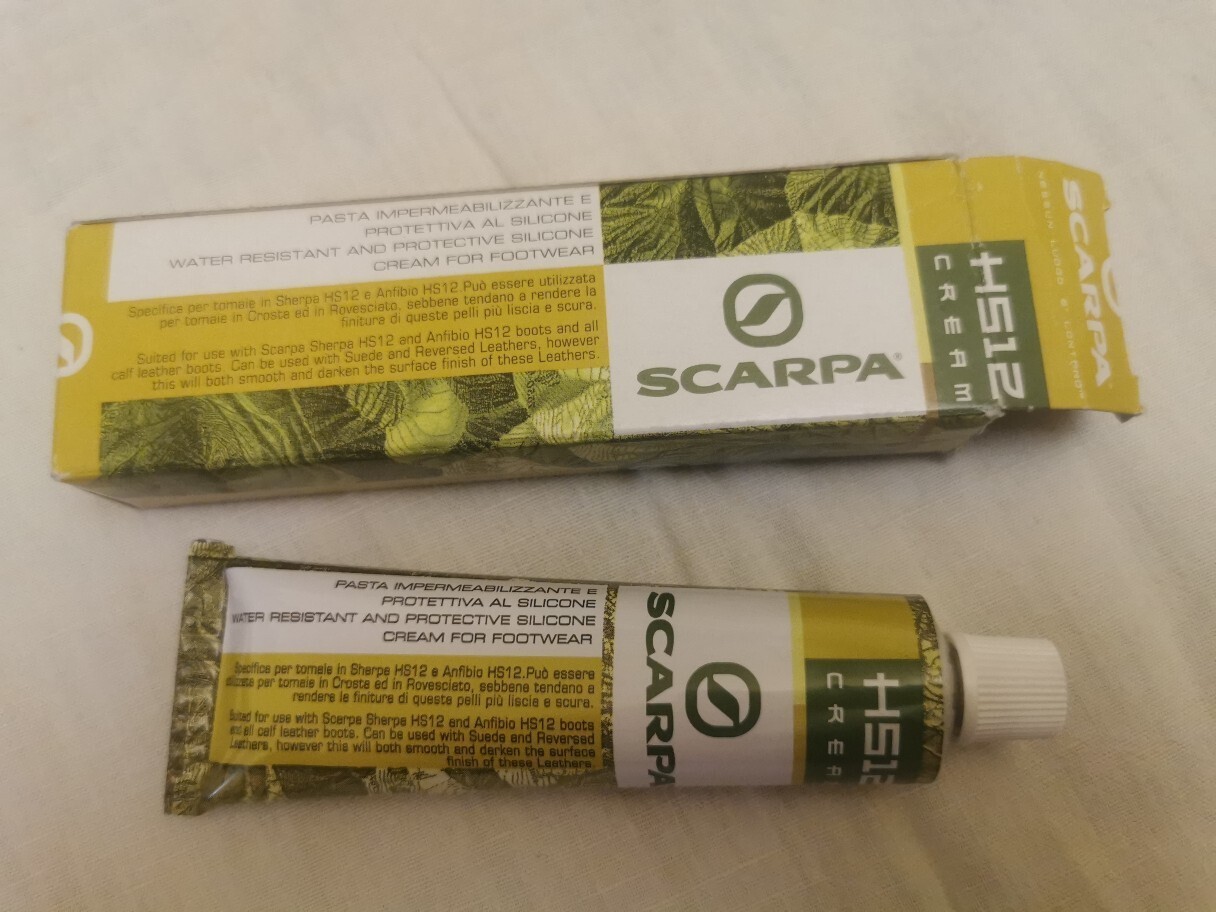 PASTA IMPERMEABILIZZANTE E
PROTETTIVA AL SILICONE
WATER RESISTANT AND PROTECTIVE SILICONE
CREAM FOR FOOTWEAR
Specifica per tomaie in Sherpa HS12 e Anfibio HS12.Può essere utilizzata
per tomaie in Crosta ed in Rovesciato, sebbene tendano a rendere la
finitura di queste pelli più liscia e scura.
Suited for use with Scarpa Sherpa HS12 and Anfibio HS12 boots and all
calf leather boots. Can be used with Suede and Reversed Leathers, however
this will both smooth and darken the surface finish of these Leathers.
SCARPA®
HS12
CREAM
SCARPA
PASTA IMPERMEABILIZZANTE E
PROTETTIVA AL SILICONE
WATER RESISTANT AND PROTECTIVE SILICONE
CREAM FOR FOOTWEAR
Specifica per tomaie in Sherpa HS12 e Anfibio HS12.Può essere
per tomaie in Crosta ed in Rovesciato, sebbene tendano a
rendere la finitura di queste pelli più liscia e scura.
Suited for use with Scarpa Sherpa HS12 and Anfibio HS12 boots
and all calf leather boots. Can be used with Suede and Reversed
Leathers, however this will both smooth and darken the surface
finish of these Leathers.
SCARPA
HS12
CREA